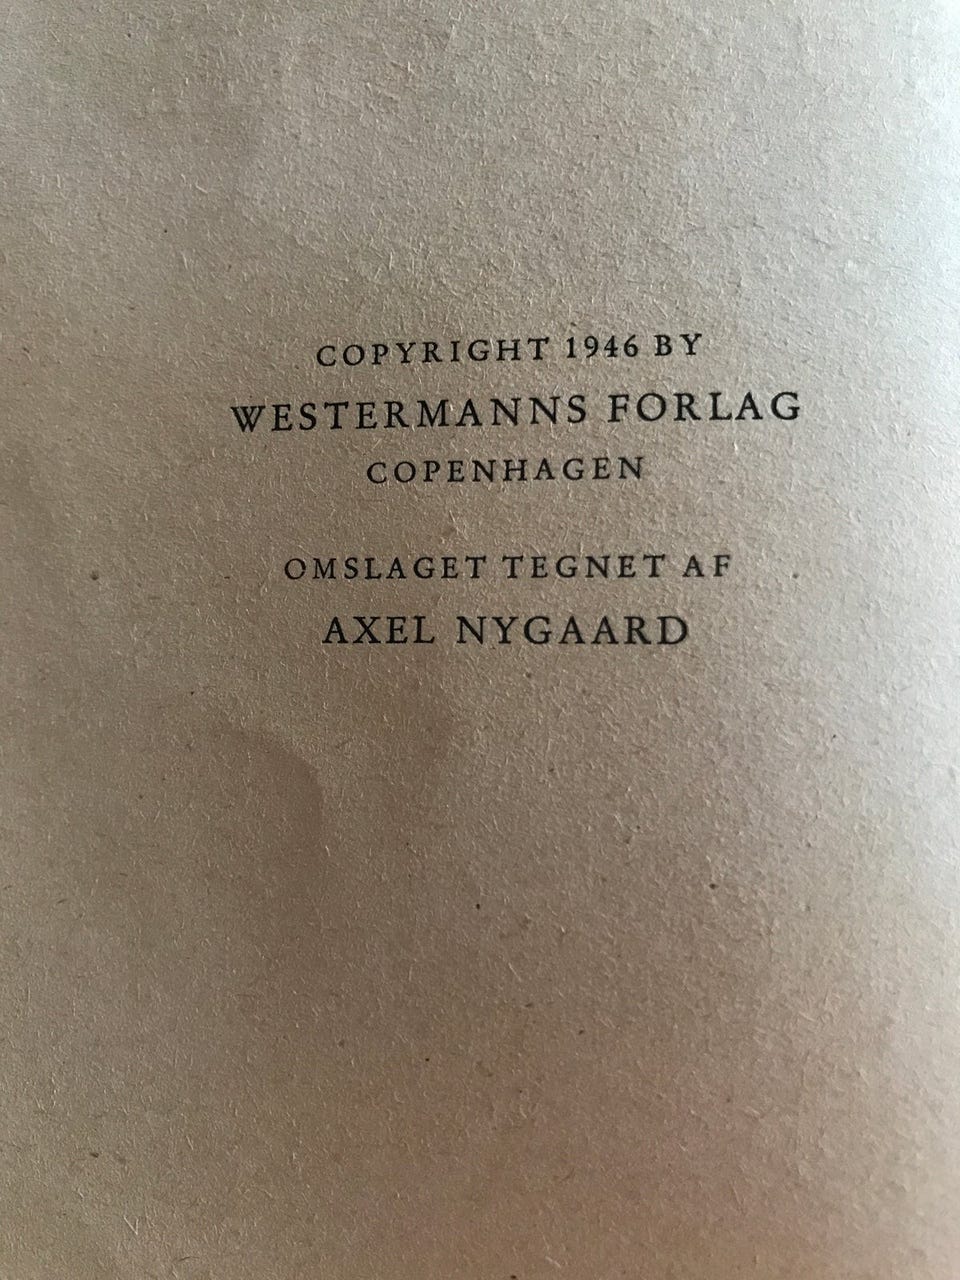 COPYRIGHT 1946 BY
WESTERMANNS FORLAG
COPENHAGEN
OMSLAGET TEGNET AF
AXEL NYGAARD